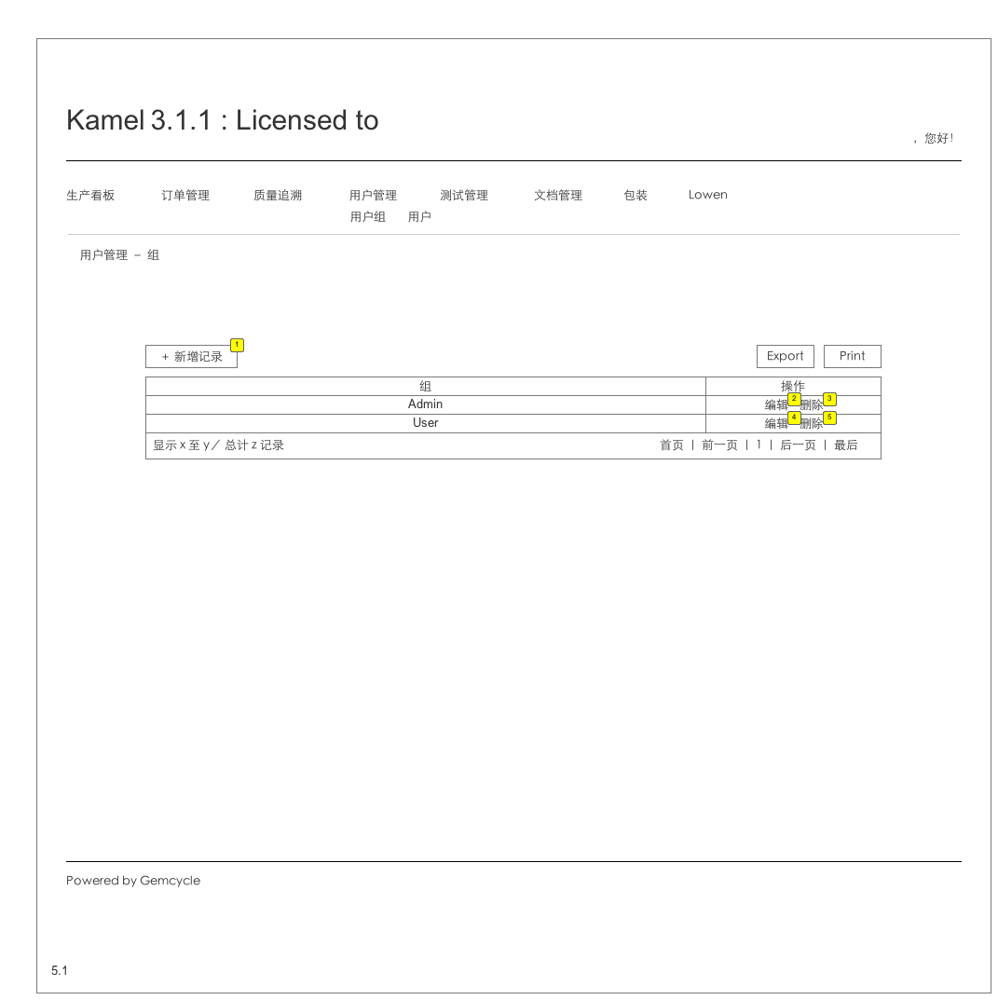 Kamel 3.1.1 : Licensed to
，您好!
生产看板 订单管理 质量追溯 用户管理 测试管理 文档管理 包装 Lowen
用户组 用户
用户管理 – 组
+ 新增记录 1 Export Print
组 操作
Admin 编辑 2 删除 3
User 编辑 4 删除 5
显示 x 至 y／总计 z 记录 首页 | 前一页 | 1 | 后一页 | 最后
Powered by Gemcycle
5.1